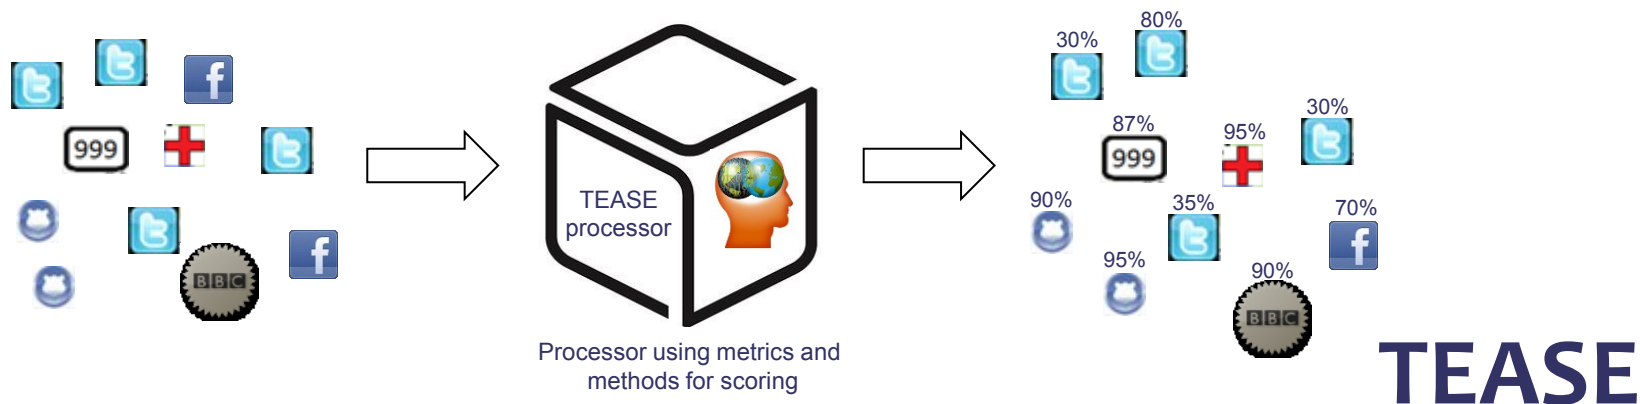 999
BBC
TEASE
processor
Processor using metrics and
methods for scoring
80%
30%
30%
87%
95%
999
90%
35%
70%
95%
90%
BBC
TEASE